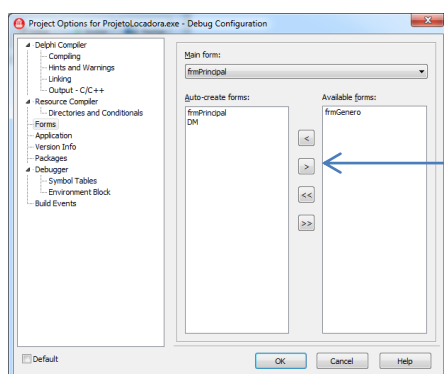 Project Options for ProjetoLocadora.exe - Debug Configuration
Delphi Compiler
Compiling
Hints and Warnings
Linking
Output - C/C++
Resource Compiler
Directories and Conditionals
Forms
Application
Version Info
Packages
Debugger
Symbol Tables
Environment Block
Build Events
Main form:
frmPrincipal
Auto-create forms:
frmPrincipal
DM
Available forms:
frmGenero
<
>
<<
>>
Default
OK
Cancel
Help